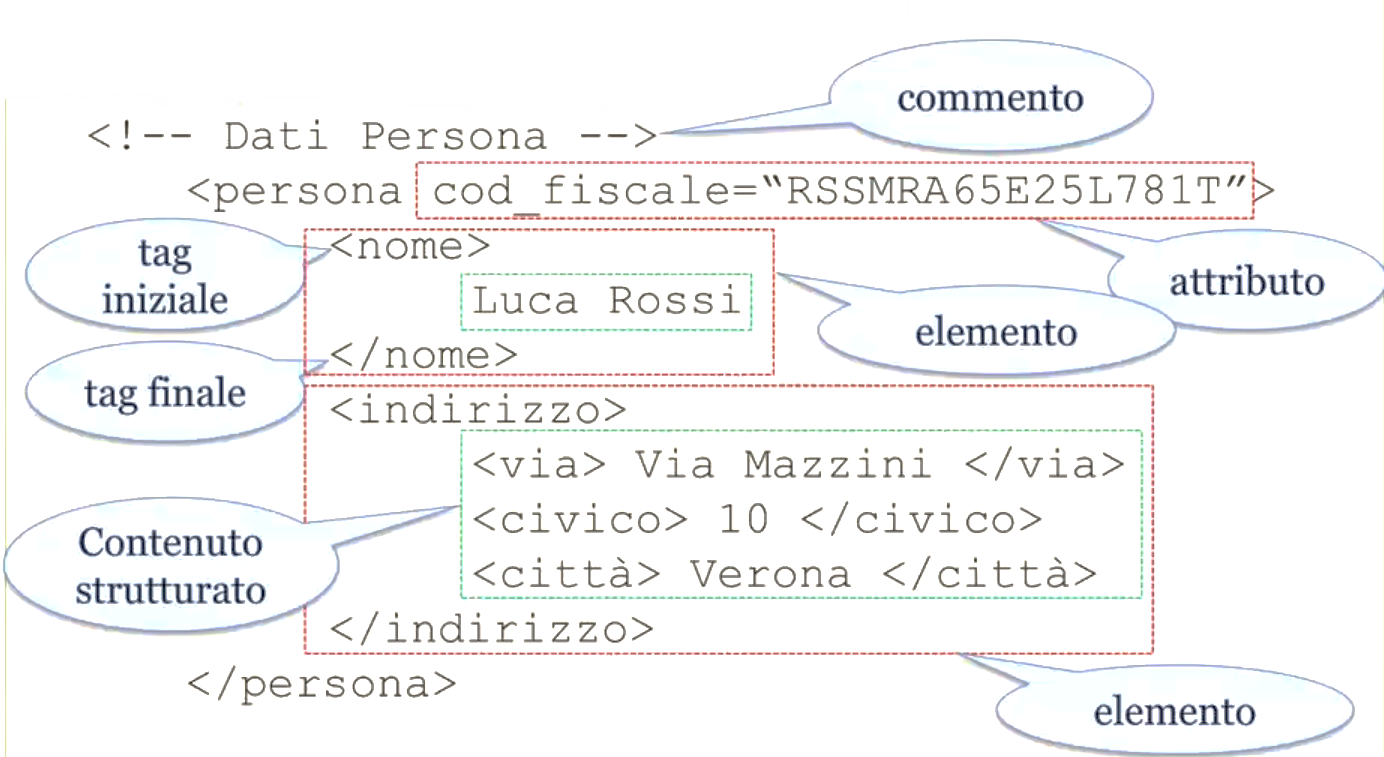 commento
<!-- Dati Persona -->
<persona cod_fiscale=“RSSMRA65E25L781T”>
tag
iniziale
<nome>
attributo
Luca Rossi
elemento
</nome>
tag finale
<indirizzo>
<via> Via Mazzini </via>
<civico> 10 </civico>
Contenuto
strutturato
<città> Verona </città>
</indirizzo>
</persona>
elemento